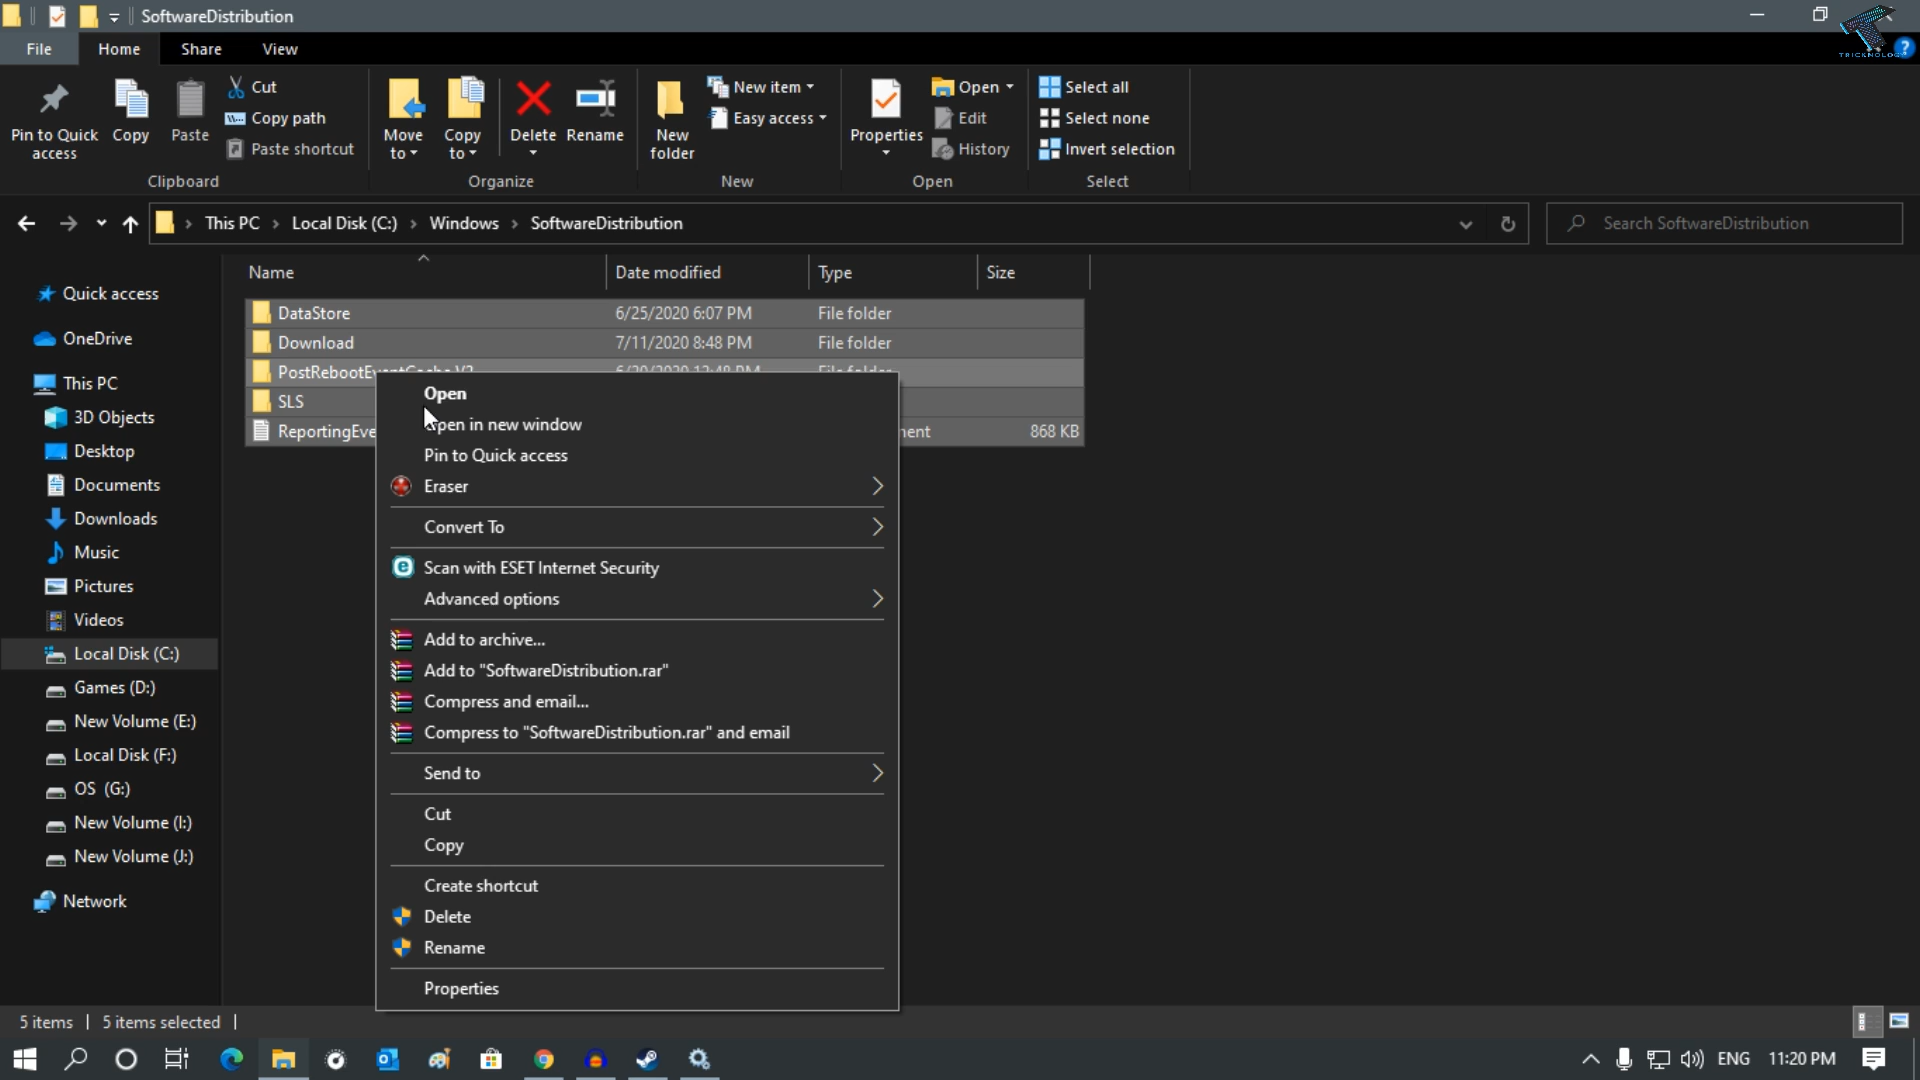 SoftwareDistribution
TRICKNOLOGY
File Home Share View
Pin to Quick access
Copy
Paste
Cut
Copy path
Paste shortcut
Clipboard
Move to
Copy to
Delete
Rename
Organize
New folder
New item
Easy access
New
Properties
Open
Edit
History
Open
Select all
Select none
Invert selection
Select
This PC › Local Disk (C:) › Windows › SoftwareDistribution
Search SoftwareDistribution
Name Date modified Type Size
DataStore 6/25/2020 6:07 PM File folder
Download 7/11/2020 8:48 PM File folder
PostRebootEventCache.V2
SLS
ReportingEve 868 KB
Quick access
OneDrive
This PC
3D Objects
Desktop
Documents
Downloads
Music
Pictures
Videos
Local Disk (C:)
Games (D:)
New Volume (E:)
Local Disk (F:)
OS (G:)
New Volume (I:)
New Volume (J:)
Network
Open
Open in new window
Pin to Quick access
Eraser
Convert To
Scan with ESET Internet Security
Advanced options
Add to archive...
Add to "SoftwareDistribution.rar"
Compress and email...
Compress to "SoftwareDistribution.rar" and email
Send to
Cut
Copy
Create shortcut
Delete
Rename
Properties
5 items | 5 items selected |
ENG 11:20 PM